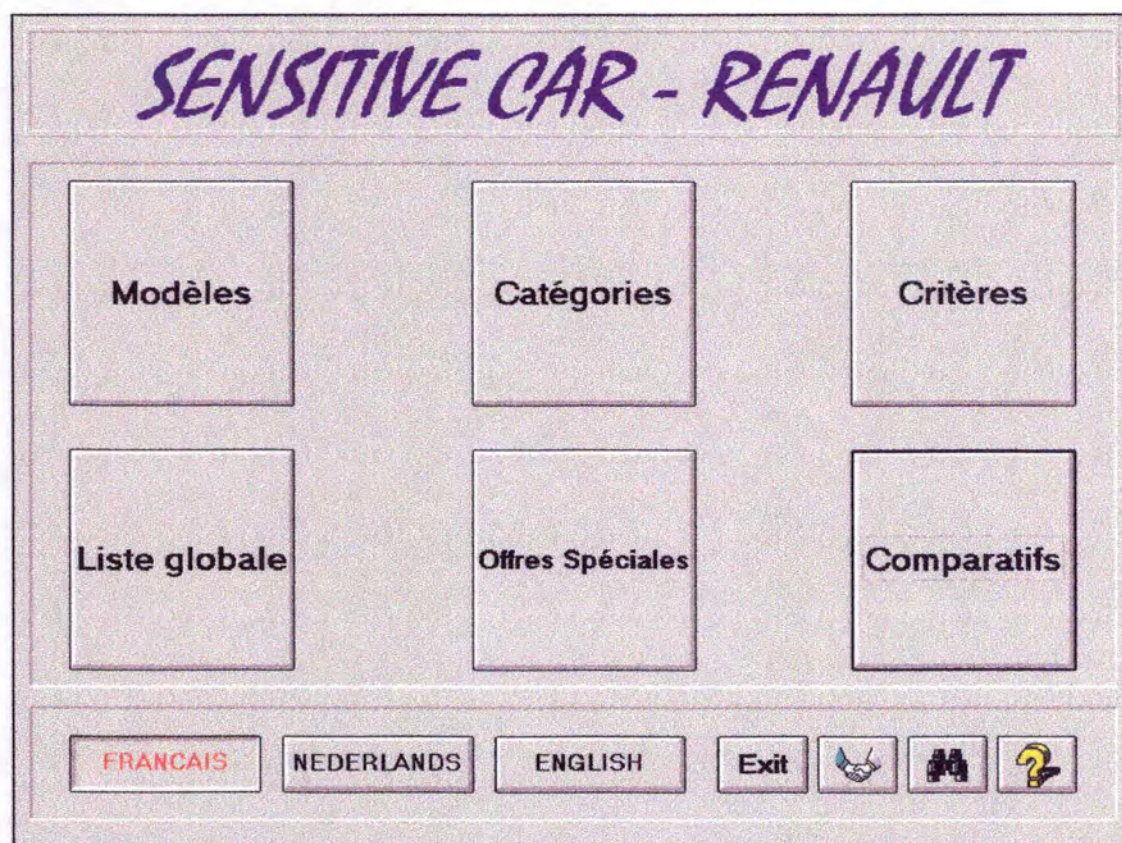 SENSITIVE CAR - RENAULT
Modèles
Catégories
Critères
Liste globale
Offres Spéciales
Comparatifs
FRANCAIS
NEDERLANDS
ENGLISH
Exit